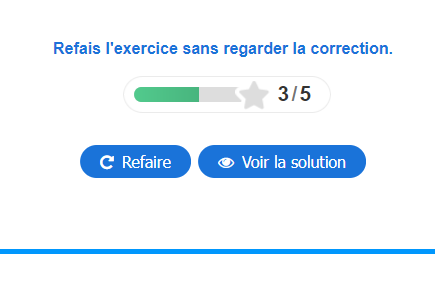 Refais l'exercice sans regarder la correction.
3/5
Refaire
Voir la solution